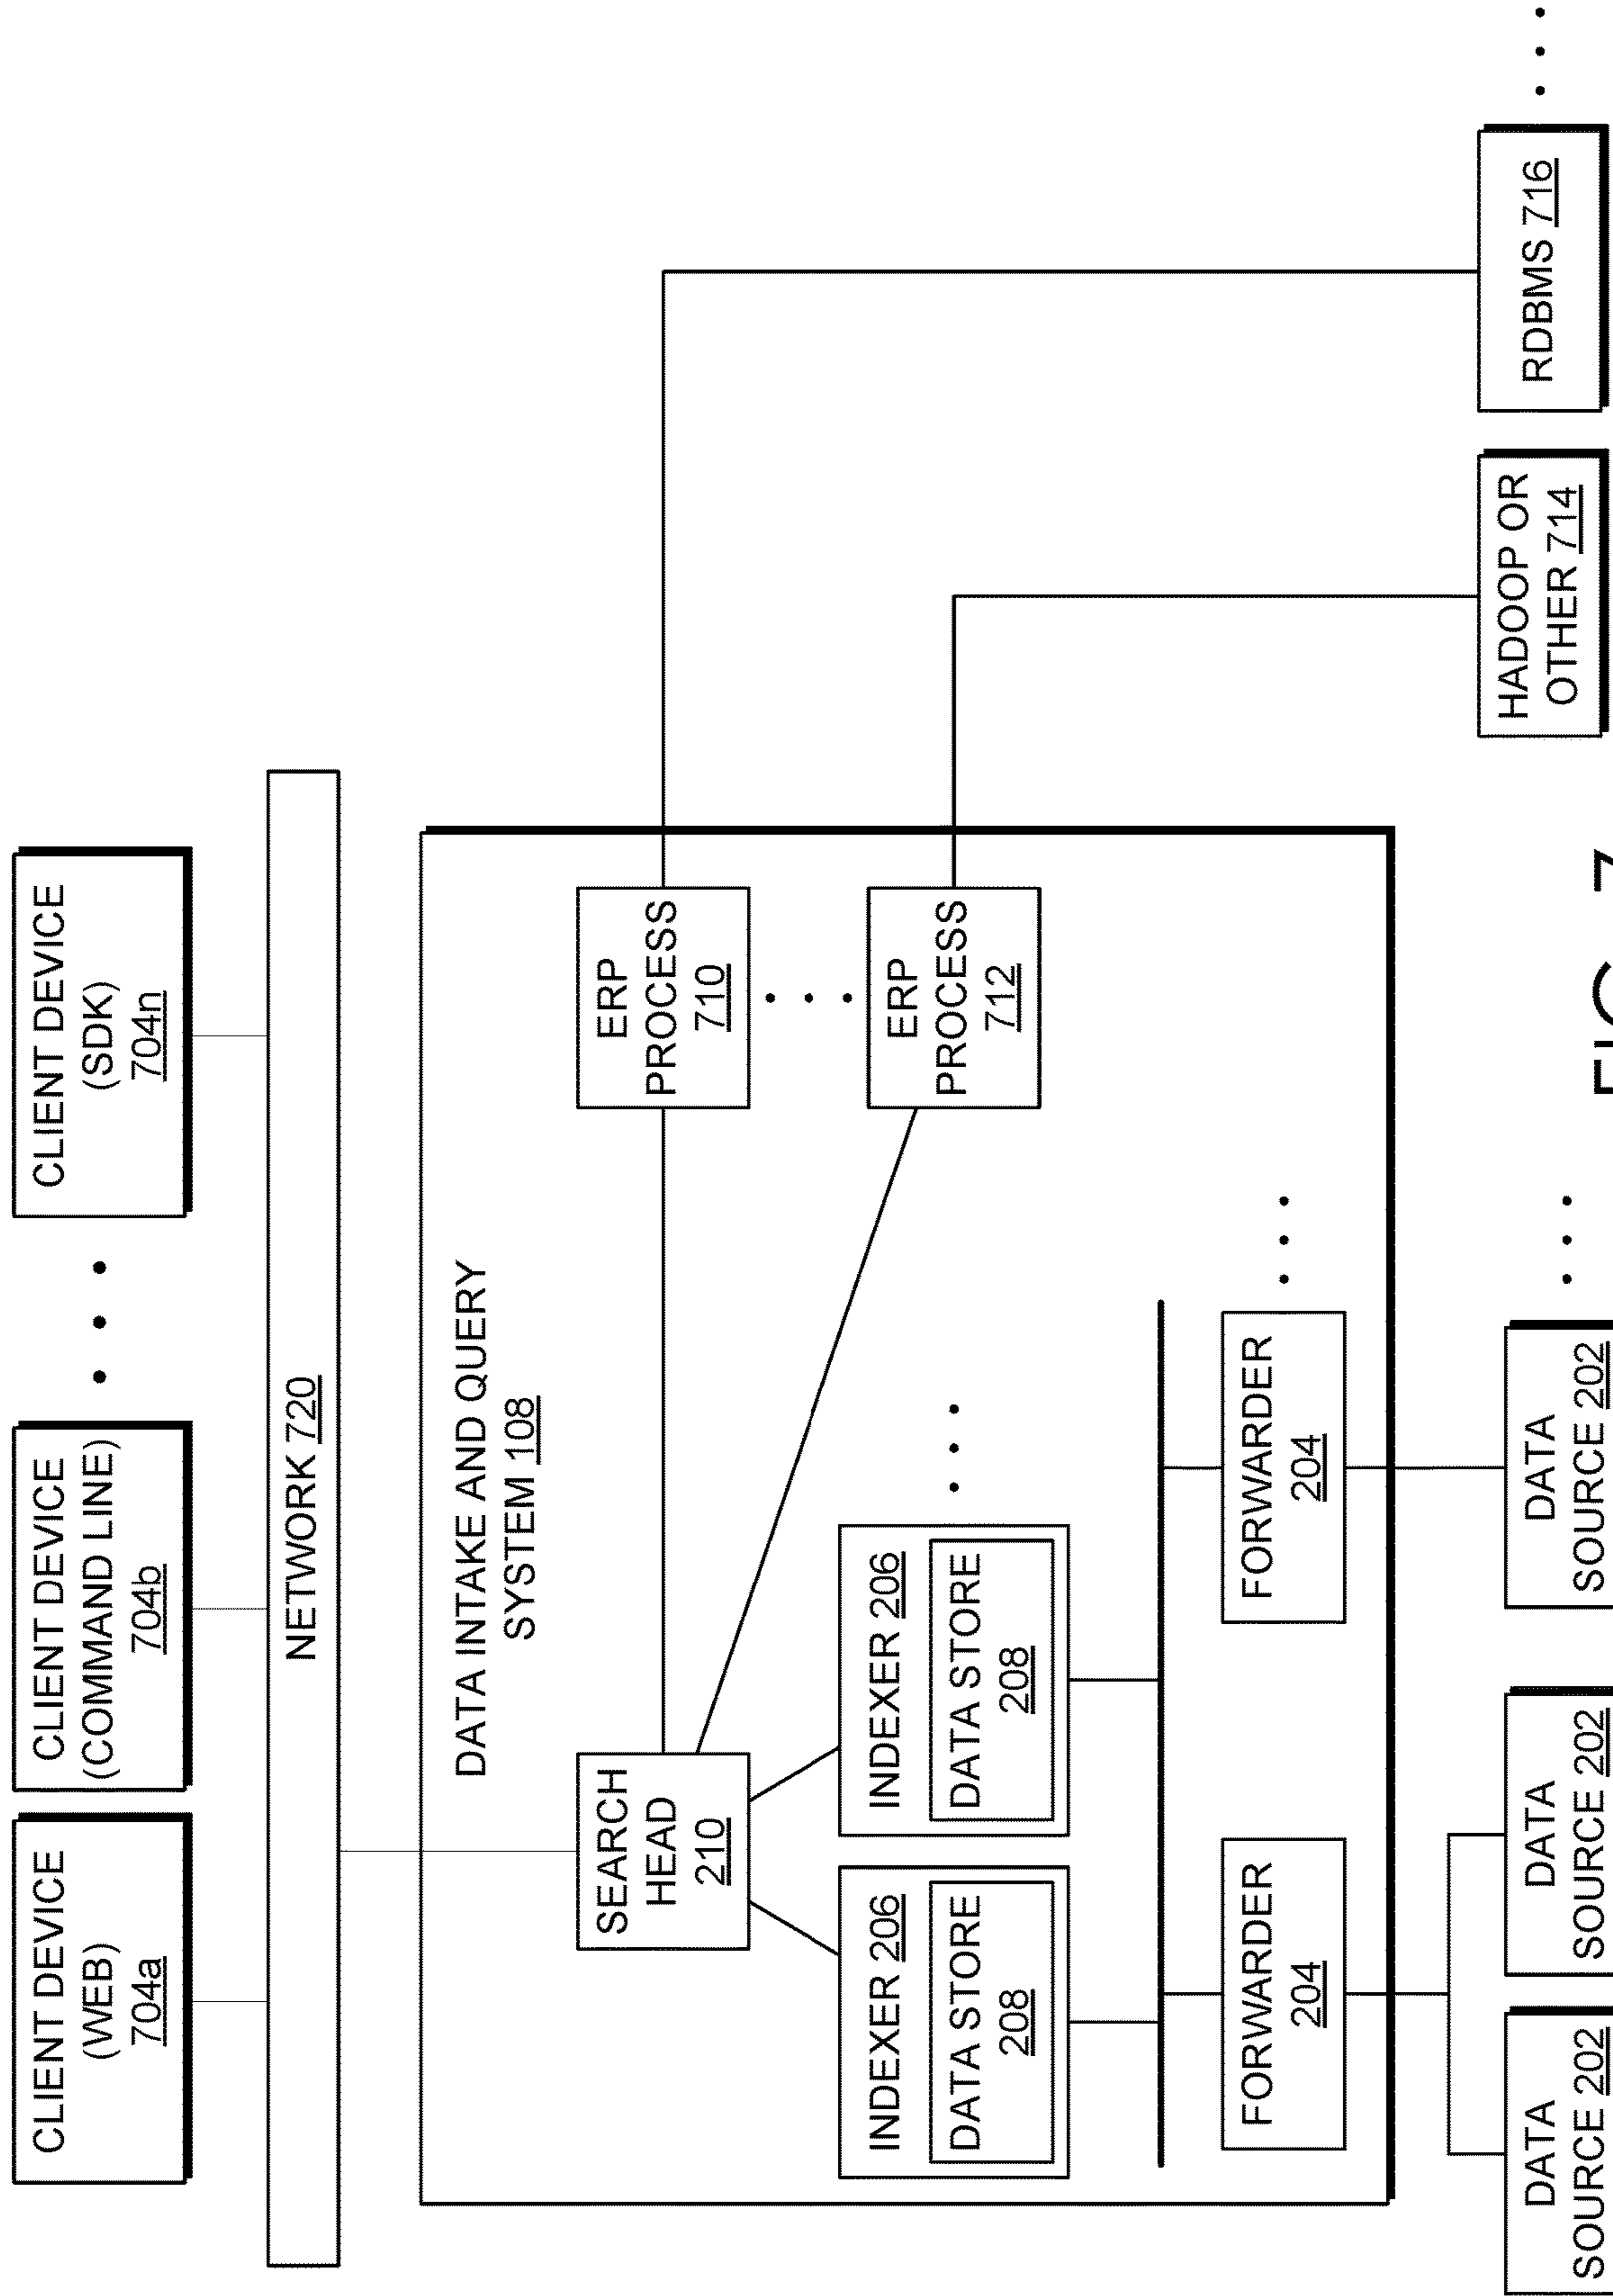 CLIENT DEVICE
(WEB)
704a
CLIENT DEVICE
(COMMAND LINE)
704b
CLIENT DEVICE
(SDK)
704n
NETWORK 720
DATA INTAKE AND QUERY
SYSTEM 108
SEARCH
HEAD
210
ERP
PROCESS
710
ERP
PROCESS
712
INDEXER 206
DATA STORE
208
INDEXER 206
DATA STORE
208
FORWARDER
204
FORWARDER
204
DATA
SOURCE 202
DATA
SOURCE 202
DATA
SOURCE 202
HADOOP OR
OTHER 714
RDBMS 716